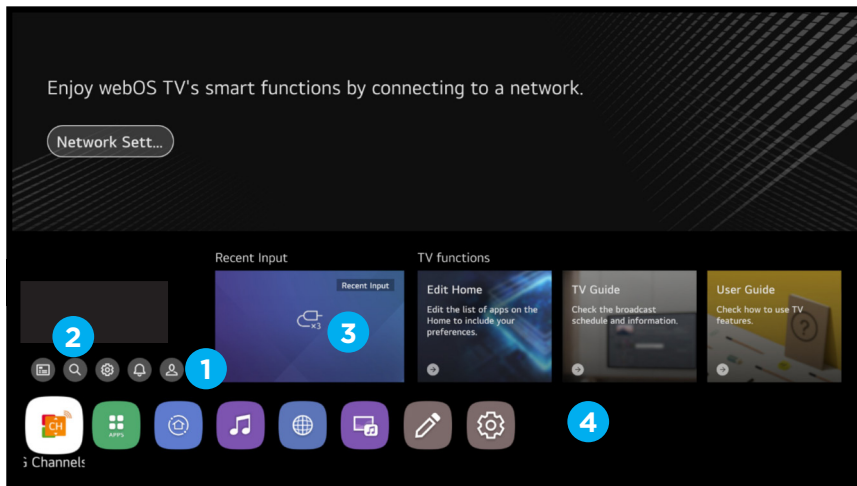 Enjoy webOS TV's smart functions by connecting to a network.
Network Sett...
Recent Input
TV functions
Recent Input
×3
3
Edit Home
Edit the list of apps on the
Home to include your
preferences.
TV Guide
Check the broadcast
schedule and information.
User Guide
Check how to use TV
features.
2
1
CH
APPS
4
G Channels